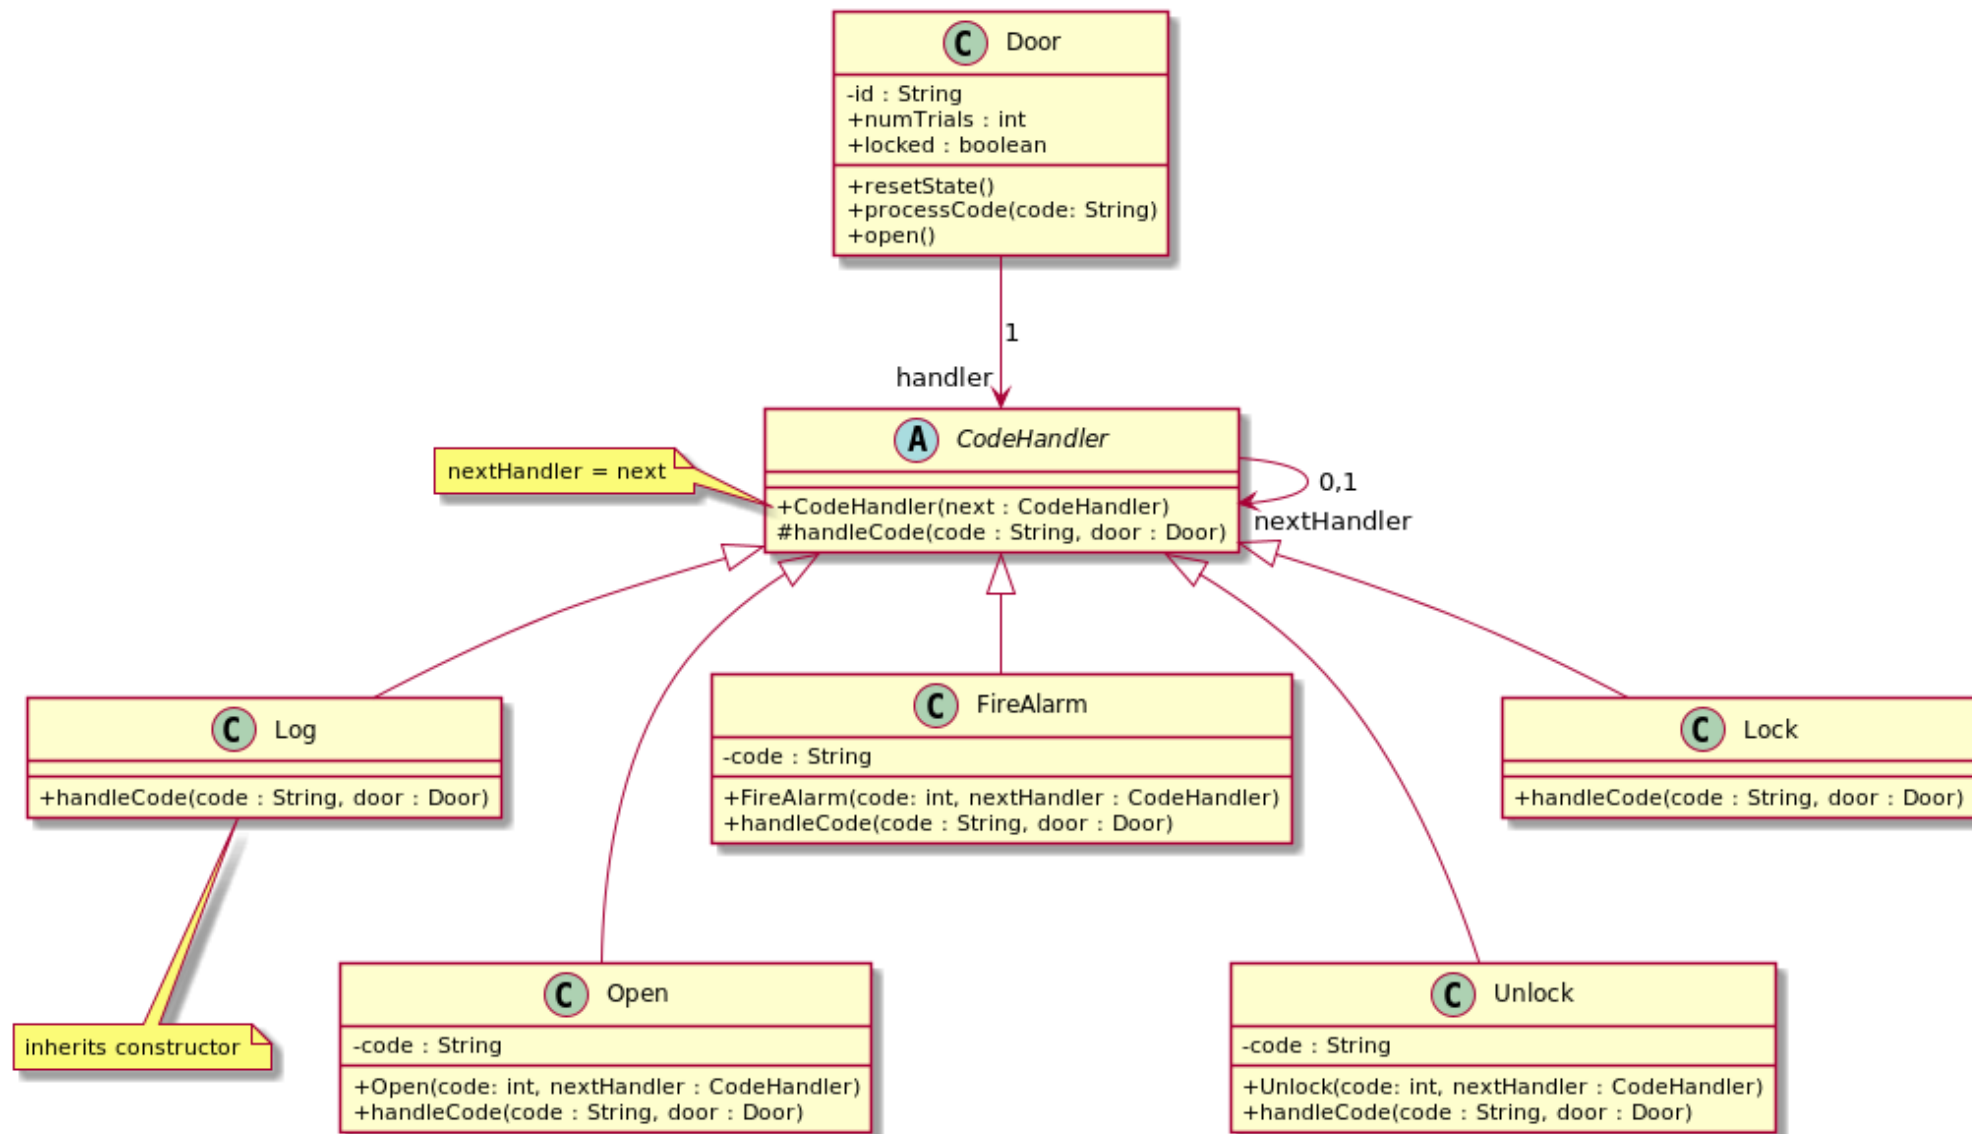 C Door
-id : String
+numTrials : int
+locked : boolean
+resetState()
+processCode(code: String)
+open()
1
handler
A CodeHandler
nextHandler = next
+CodeHandler(next : CodeHandler)
#handleCode(code : String, door : Door)
0,1
nextHandler
C Log
+handleCode(code : String, door : Door)
C FireAlarm
-code : String
+FireAlarm(code: int, nextHandler : CodeHandler)
+handleCode(code : String, door : Door)
C Lock
+handleCode(code : String, door : Door)
inherits constructor
C Open
-code : String
+Open(code: int, nextHandler : CodeHandler)
+handleCode(code : String, door : Door)
C Unlock
-code : String
+Unlock(code: int, nextHandler : CodeHandler)
+handleCode(code : String, door : Door)